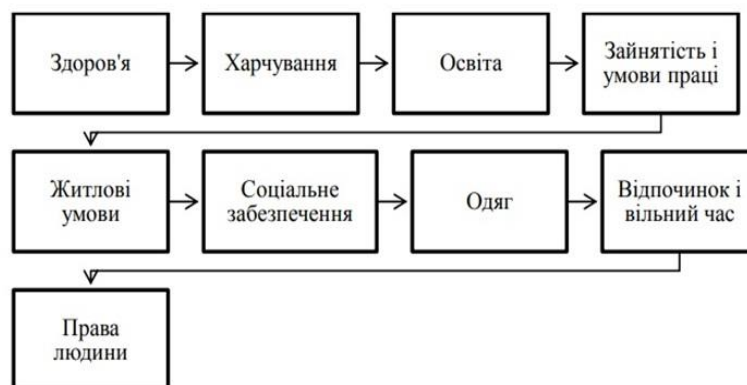 Здоров'я
Харчування
Освіта
Зайнятість і
умови праці
Житлові
умови
Соціальне
забезпечення
Одяг
Відпочинок і
вільний час
Права
людини